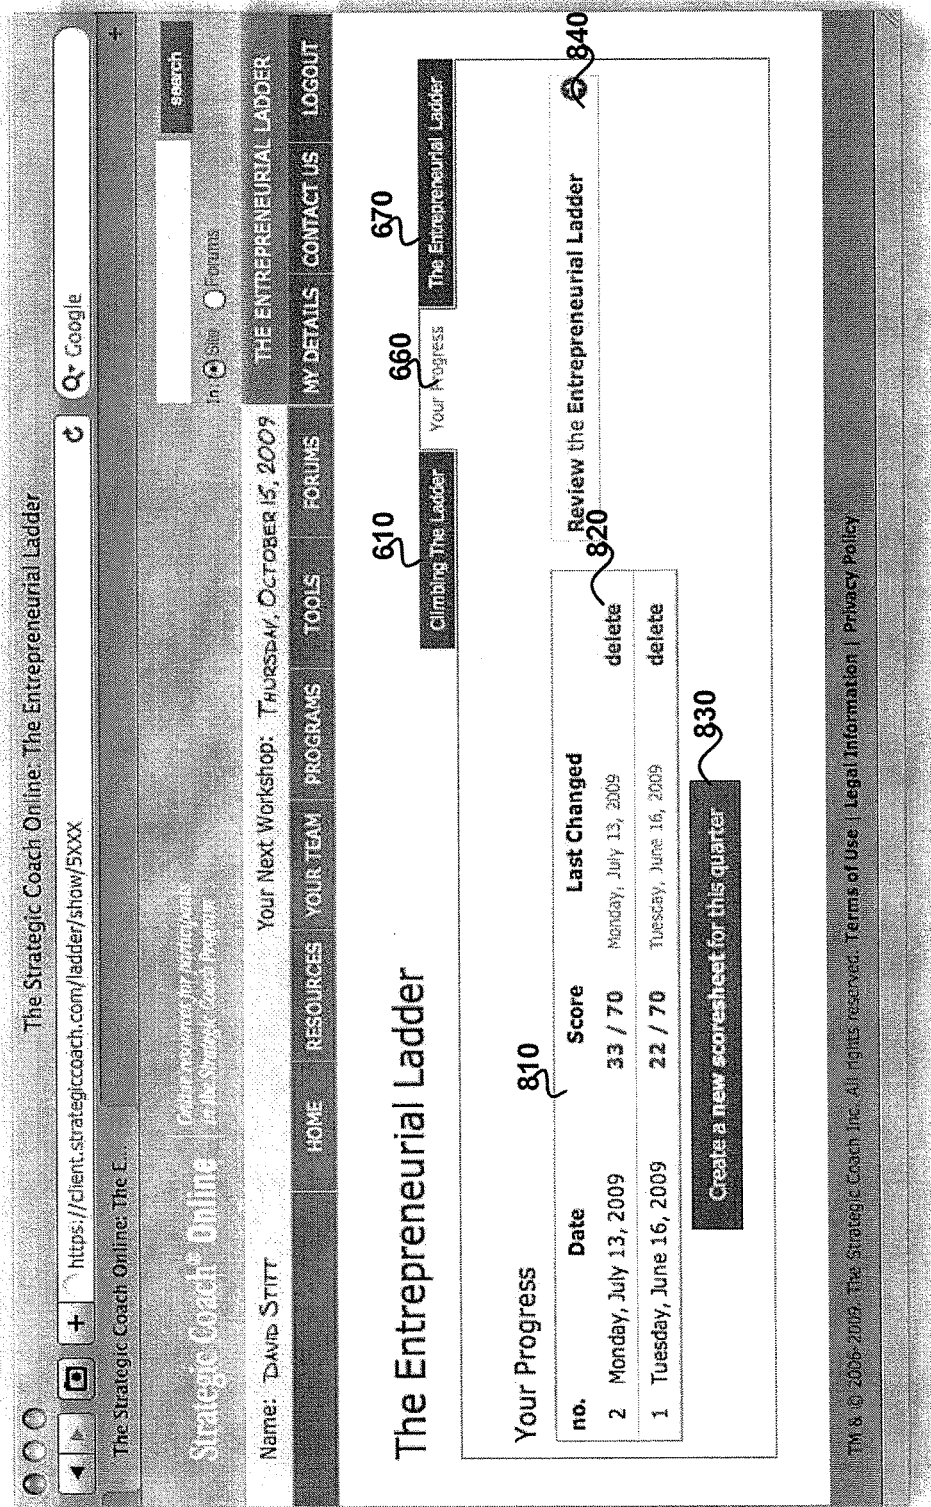 The Strategic Coach Online: The Entrepreneurial Ladder
+ https://client.strategiccoach.com/ladder/show/5XXX Google
The Strategic Coach Online: The E... +
Strategic Coach® Online
in the Strategic Coach Program
search
In: Site Forums
Name: DAVID STITT Your Next Workshop: THURSDAY, OCTOBER 15, 2009 THE ENTREPRENEURIAL LADDER
HOME RESOURCES YOUR TEAM PROGRAMS TOOLS FORUMS MY DETAILS CONTACT US LOGOUT
The Entrepreneurial Ladder
610 660 670
Climbing The Ladder Your Progress The Entrepreneurial Ladder
Your Progress
810 820 840
no. Date Score Last Changed
Review the Entrepreneurial Ladder
2 Monday, July 13, 2009 33 / 70 Monday, July 13, 2009 delete
1 Tuesday, June 16, 2009 22 / 70 Tuesday, June 16, 2009 delete
830
Create a new scoresheet for this quarter
TM & © 2006-2009. The Strategic Coach Inc. All rights reserved. Terms of Use | Legal Information | Privacy Policy